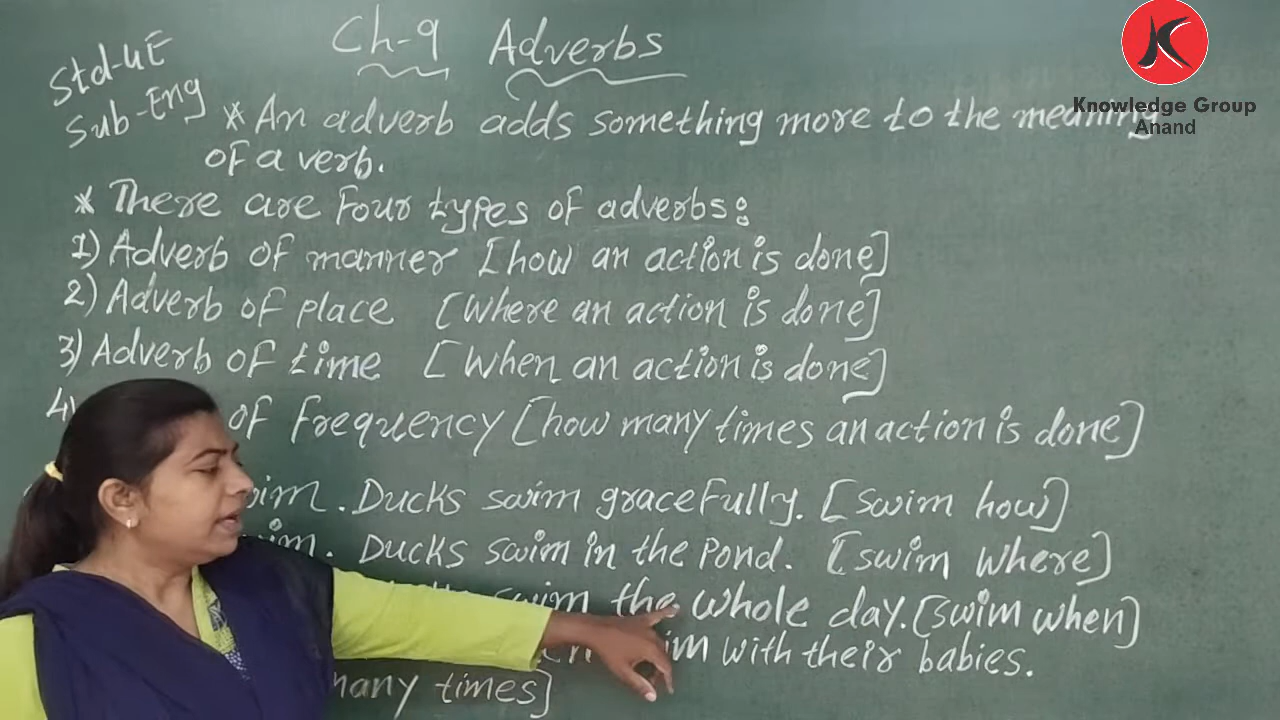 Std-4E
Ch-9 Adverbs
Sub-Eng
Knowledge Group
Anand
* An adverb adds something more to the meaning
of a verb.
* There are Four types of adverbs:
1) Adverb of manner [how an action is done]
2) Adverb of place [Where an action is done]
3) Adverb of time [When an action is done]
4) of Frequency [how many times an action is done]
Ducks swim graceFully. [swim how]
Ducks swim in the Pond. [swim where]
swim the whole day. [swim when]
with their babies.
many times]